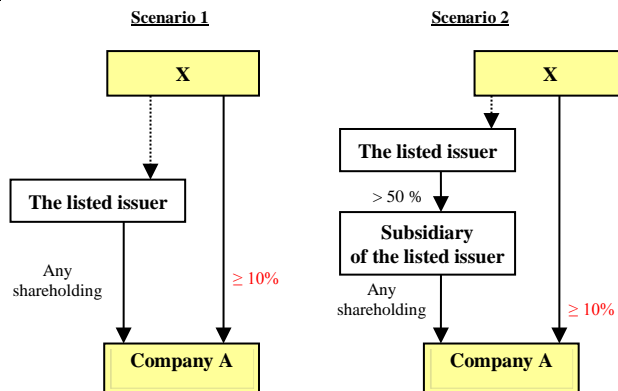 Scenario 1
X
The listed issuer
Any
shareholding
≥ 10%
Company A
Scenario 2
X
The listed issuer
> 50 %
Subsidiary
of the listed issuer
Any
shareholding
≥ 10%
Company A